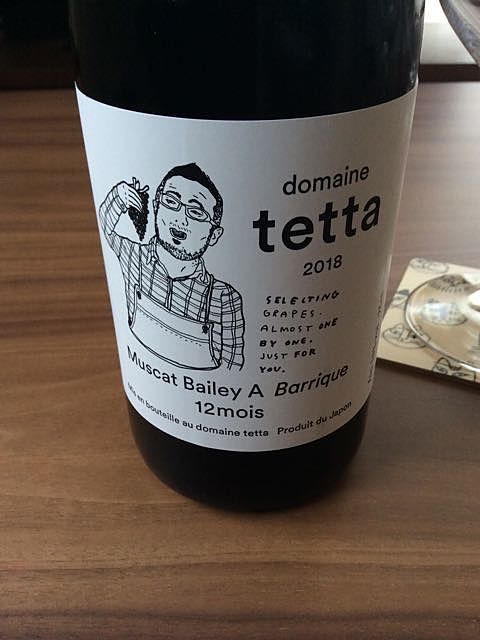 domaine
tetta
2018
SELECTING
GRAPES.
ALMOST ONE
BY ONE.
JUST FOR
YOU.
Muscat Bailey A Barrique
12mois
Mis en bouteille au domaine tetta Produit du Japon